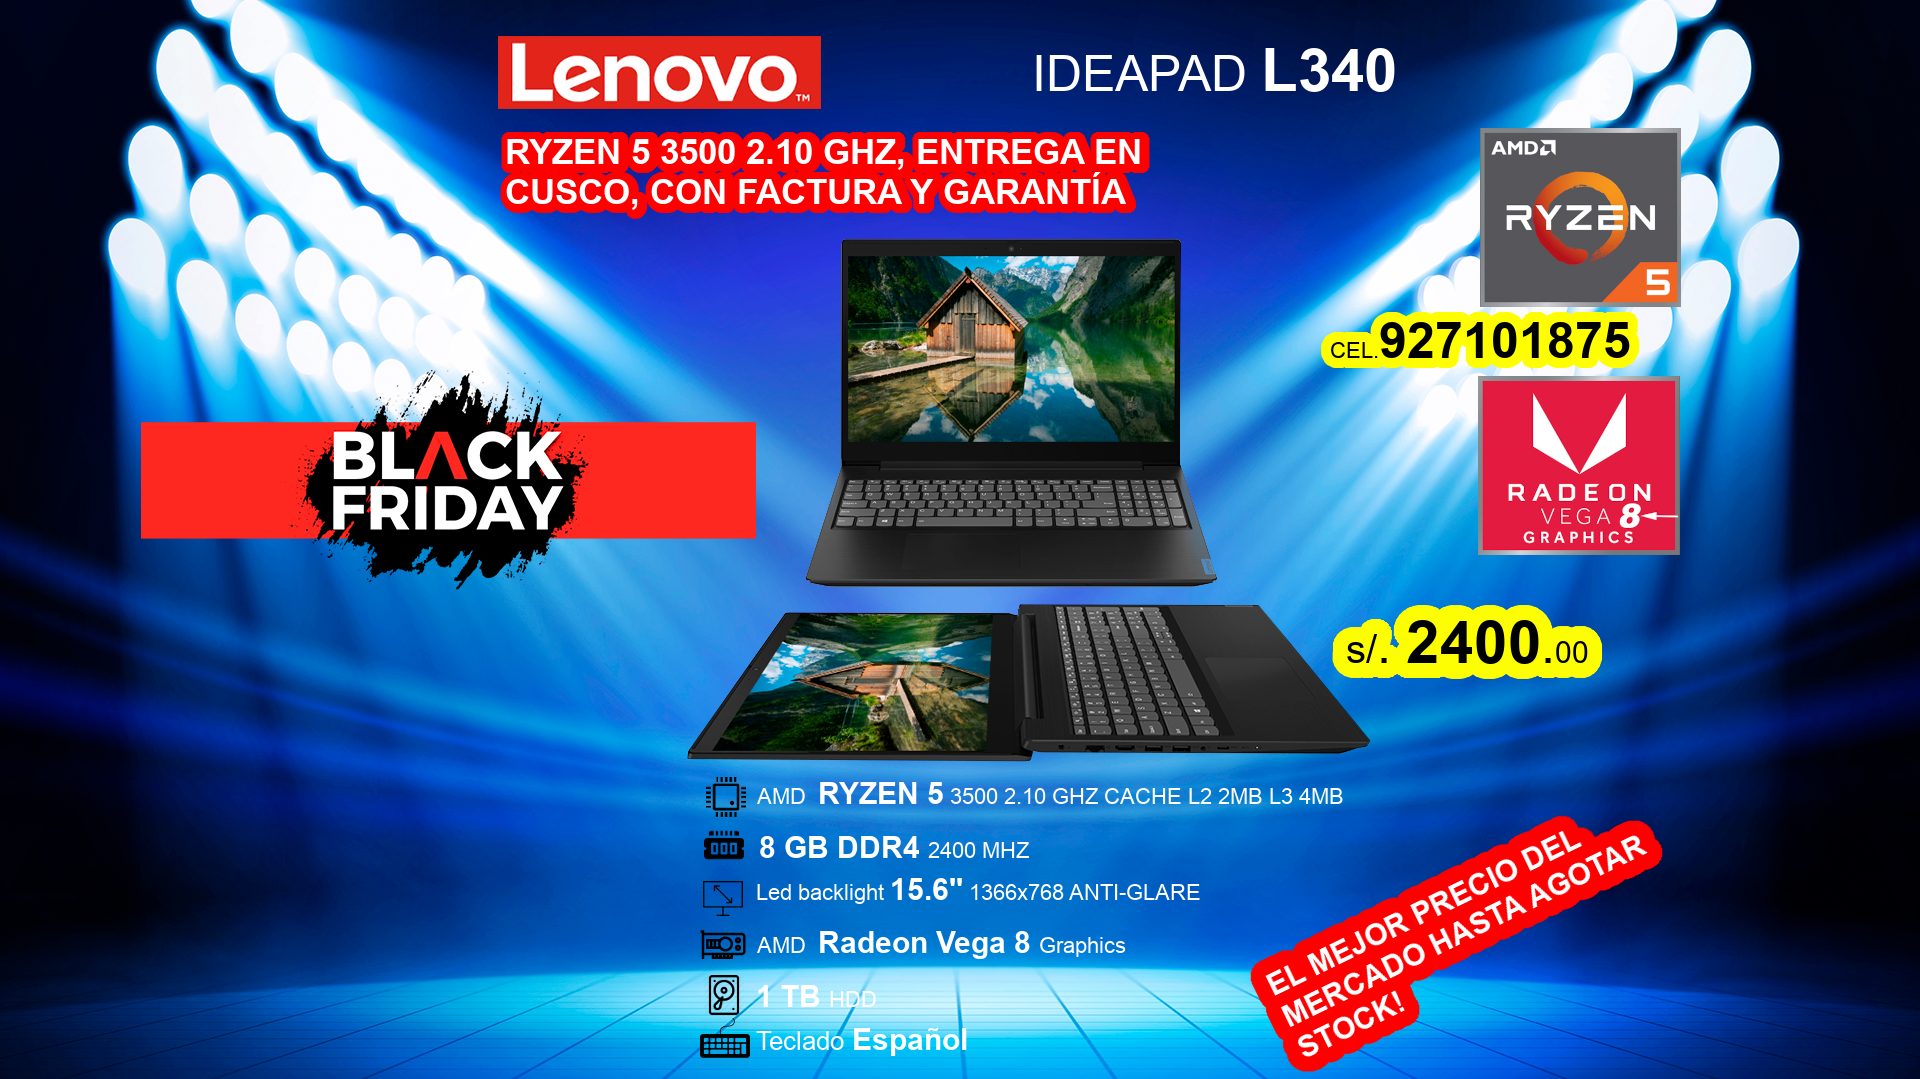 Lenovo™
IDEAPAD L340
RYZEN 5 3500 2.10 GHZ, ENTREGA EN
CUSCO, CON FACTURA Y GARANTÍA
AMD
RYZEN
5
CEL.927101875
BLACK
FRIDAY
RADEON
VEGA 8
GRAPHICS
s/. 2400.00
AMD RYZEN 5 3500 2.10 GHZ CACHE L2 2MB L3 4MB
8 GB DDR4 2400 MHZ
Led backlight 15.6" 1366x768 ANTI-GLARE
AMD Radeon Vega 8 Graphics
1 TB HDD
Teclado Español
EL MEJOR PRECIO DEL
MERCADO HASTA AGOTAR
STOCK!